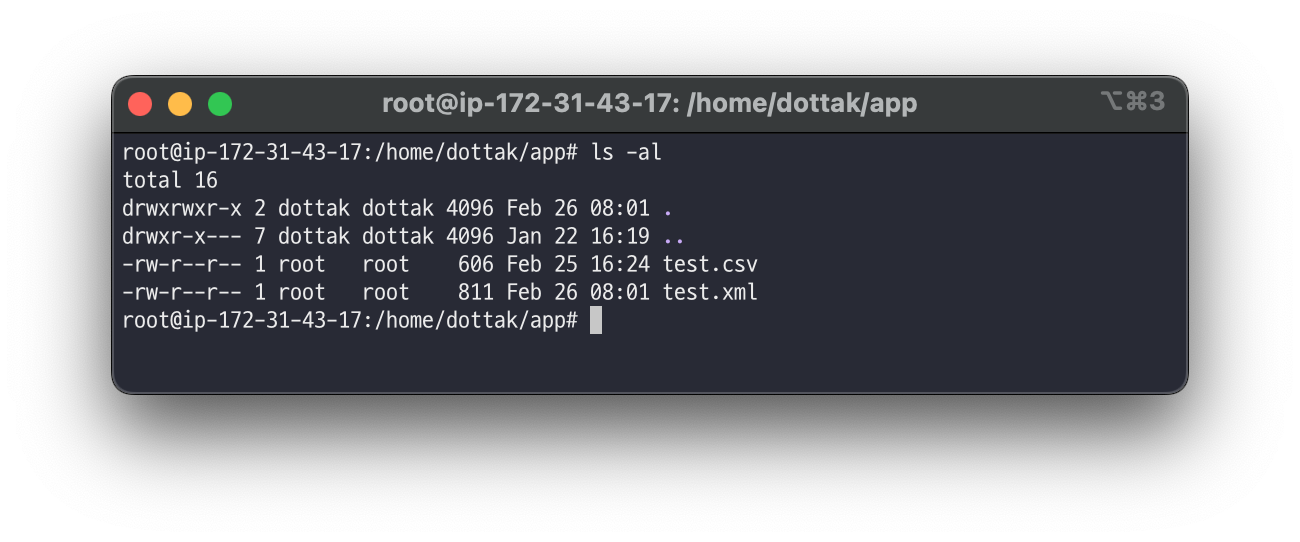 root@ip-172-31-43-17: /home/dottak/app ⌥⌘3
root@ip-172-31-43-17:/home/dottak/app# ls -al
total 16
drwxrwxr-x 2 dottak dottak 4096 Feb 26 08:01 .
drwxr-x--- 7 dottak dottak 4096 Jan 22 16:19 ..
-rw-r--r-- 1 root   root    606 Feb 25 16:24 test.csv
-rw-r--r-- 1 root   root    811 Feb 26 08:01 test.xml
root@ip-172-31-43-17:/home/dottak/app#